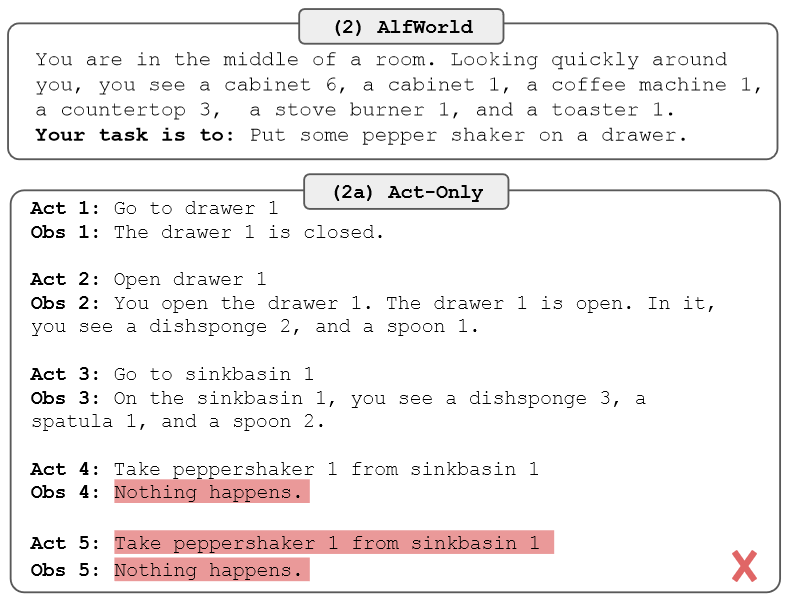 (2) AlfWorld
You are in the middle of a room. Looking quickly around
you, you see a cabinet 6, a cabinet 1, a coffee machine 1,
a countertop 3, a stove burner 1, and a toaster 1.
Your task is to: Put some pepper shaker on a drawer.
(2a) Act-Only
Act 1: Go to drawer 1
Obs 1: The drawer 1 is closed.
Act 2: Open drawer 1
Obs 2: You open the drawer 1. The drawer 1 is open. In it,
you see a dishsponge 2, and a spoon 1.
Act 3: Go to sinkbasin 1
Obs 3: On the sinkbasin 1, you see a dishsponge 3, a
spatula 1, and a spoon 2.
Act 4: Take peppershaker 1 from sinkbasin 1
Obs 4: Nothing happens.
Act 5: Take peppershaker 1 from sinkbasin 1
Obs 5: Nothing happens.